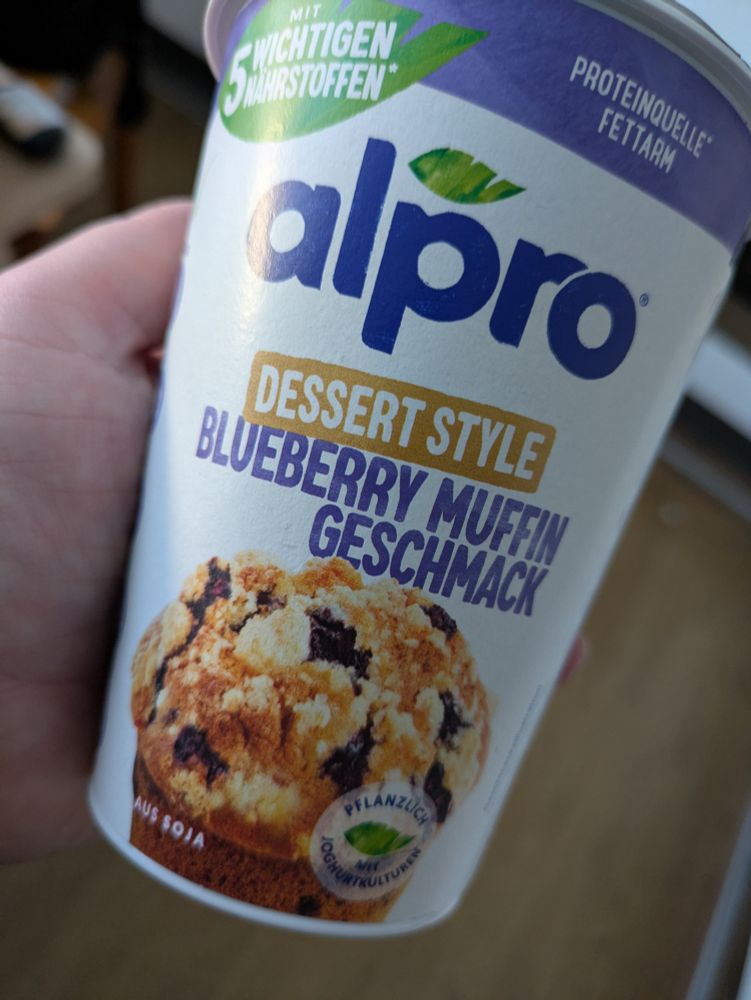 MIT
5 WICHTIGEN
NÄHRSTOFFEN*
PROTEINQUELLE*
FETTARM
alpro®
DESSERT STYLE
BLUEBERRY MUFFIN
GESCHMACK
AUS SOJA
PFLANZLICH
MIT
JOGHURTKULTUREN